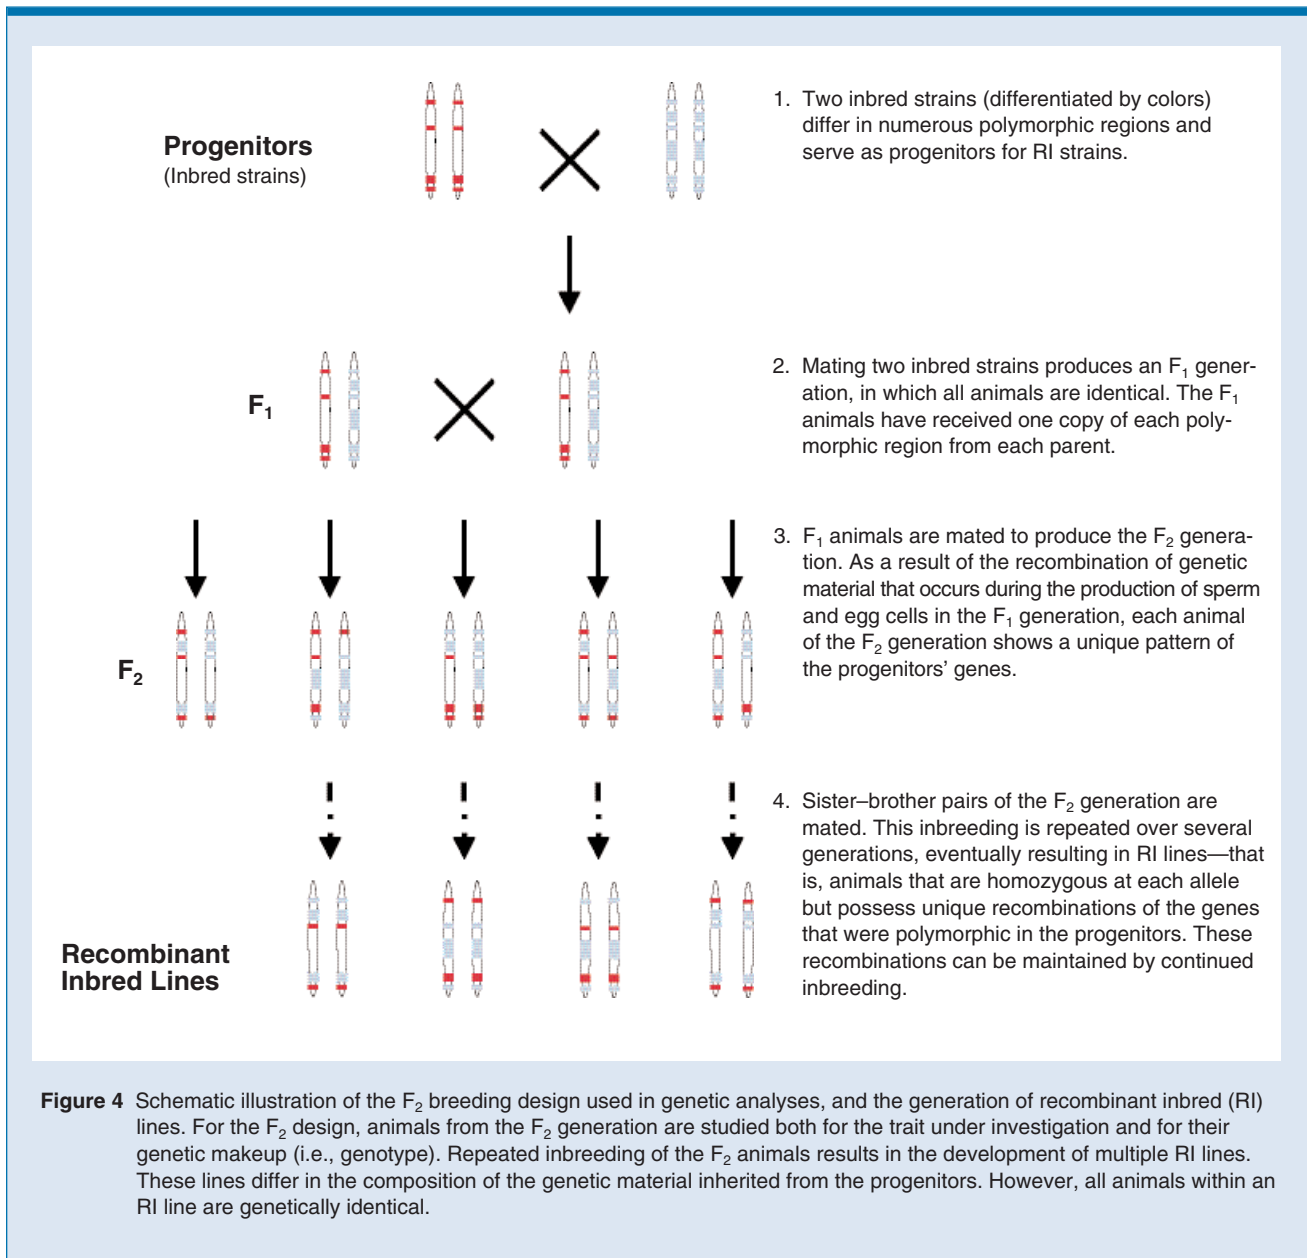 Progenitors
(Inbred strains)
1. Two inbred strains (differentiated by colors)
differ in numerous polymorphic regions and
serve as progenitors for RI strains.
F₁
2. Mating two inbred strains produces an F₁ gener-
ation, in which all animals are identical. The F₁
animals have received one copy of each poly-
morphic region from each parent.
3. F₁ animals are mated to produce the F₂ genera-
tion. As a result of the recombination of genetic
material that occurs during the production of sperm
and egg cells in the F₁ generation, each animal
of the F₂ generation shows a unique pattern of
the progenitors’ genes.
F₂
4. Sister–brother pairs of the F₂ generation are
mated. This inbreeding is repeated over several
generations, eventually resulting in RI lines—that
is, animals that are homozygous at each allele
but possess unique recombinations of the genes
that were polymorphic in the progenitors. These
recombinations can be maintained by continued
inbreeding.
Recombinant
Inbred Lines
Figure 4 Schematic illustration of the F₂ breeding design used in genetic analyses, and the generation of recombinant inbred (RI)
lines. For the F₂ design, animals from the F₂ generation are studied both for the trait under investigation and for their
genetic makeup (i.e., genotype). Repeated inbreeding of the F₂ animals results in the development of multiple RI lines.
These lines differ in the composition of the genetic material inherited from the progenitors. However, all animals within an
RI line are genetically identical.